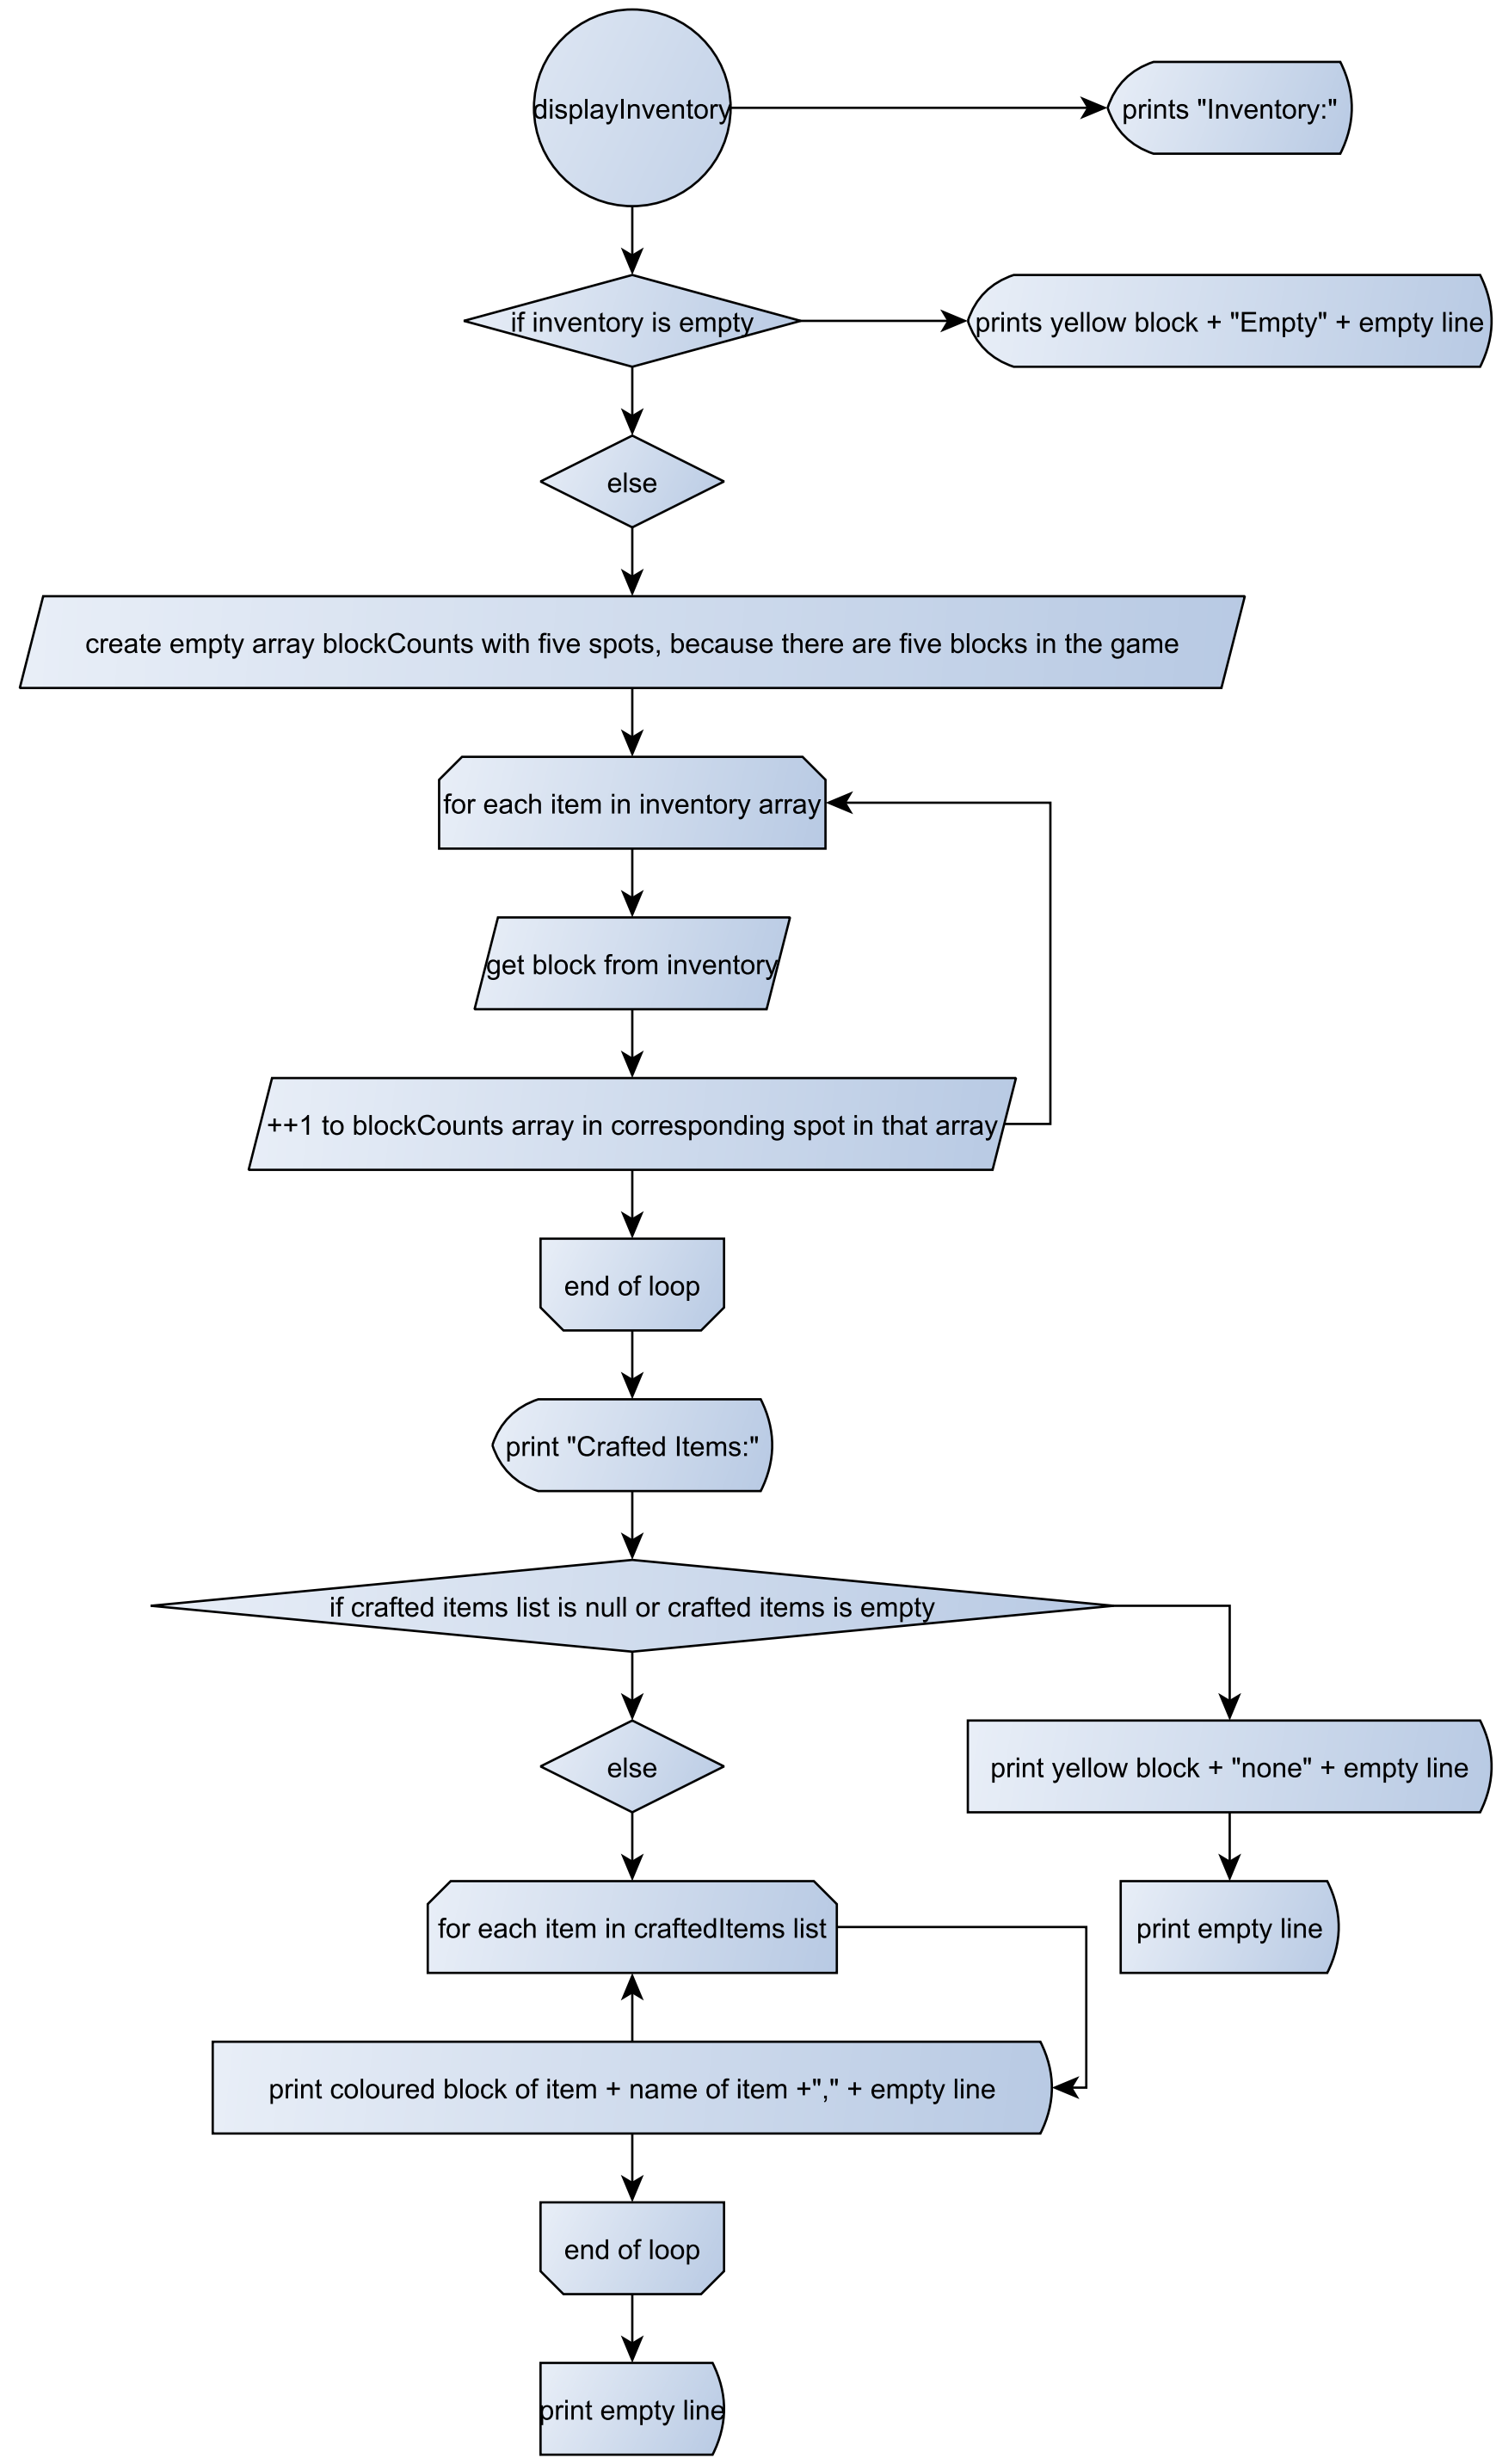 displayInventory
prints "Inventory:"
if inventory is empty
prints yellow block + "Empty" + empty line
else
create empty array blockCounts with five spots, because there are five blocks in the game
for each item in inventory array
get block from inventory
++1 to blockCounts array in corresponding spot in that array
end of loop
print "Crafted Items:"
if crafted items list is null or crafted items is empty
else
print yellow block + "none" + empty line
for each item in craftedItems list
print empty line
print coloured block of item + name of item +"," + empty line
end of loop
print empty line